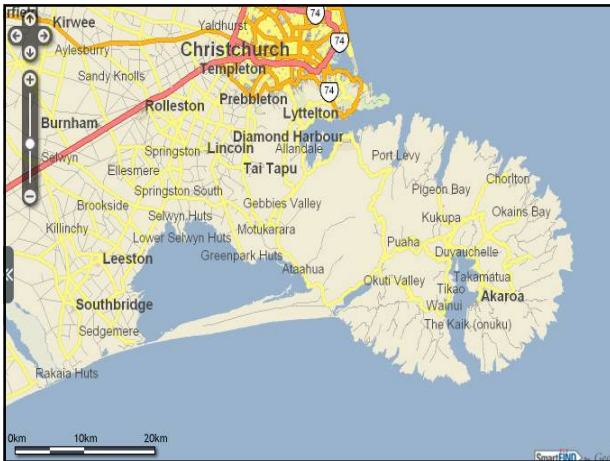 Kirwee
Yaldhurst
74
Aylesburry
Christchurch
74
Sandy Knolls
Templeton
Rolleston
Prebbleton
74
Burnham
Lyttelton
Diamond Harbour
Selwyn
Springston
Lincoln
Allandale
Port Levy
Ellesmere
Tai Tapu
Pigeon Bay
Chorlton
Springston South
Brookside
Gebbies Valley
Kukupa
Okains Bay
Selwyn Huts
Killinchy
Lower Selwyn Huts
Motukarara
Puaha
Duyauchelle
Leeston
Greenpark Huts
Ataahua
Okuti Valley
Takamatua
Tikao
Southbridge
Wainui
Akaroa
Sedgemere
The Kaik (onuku)
Rakaia Huts
0km 10km 20km
SmartFIND